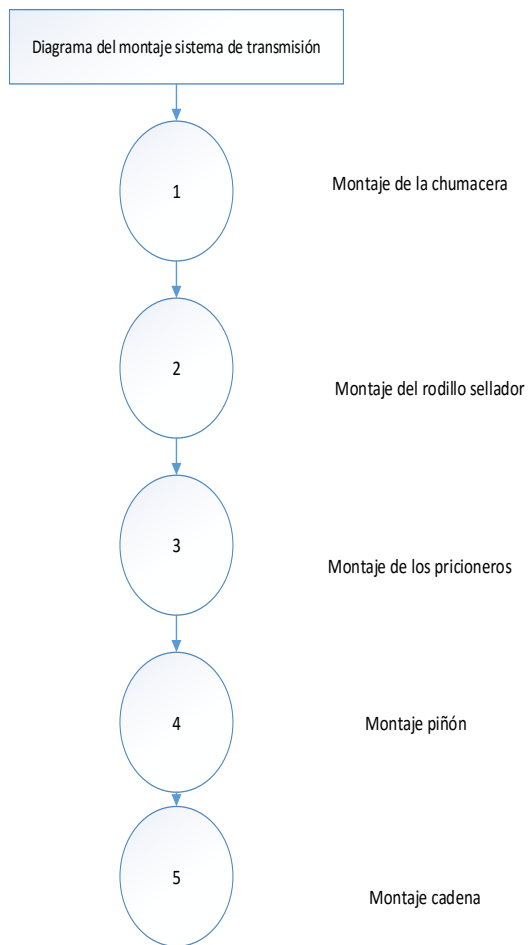 Diagrama del montaje sistema de transmisión
1
Montaje de la chumacera
2
Montaje del rodillo sellador
3
Montaje de los pricioneros
4
Montaje piñón
5
Montaje cadena